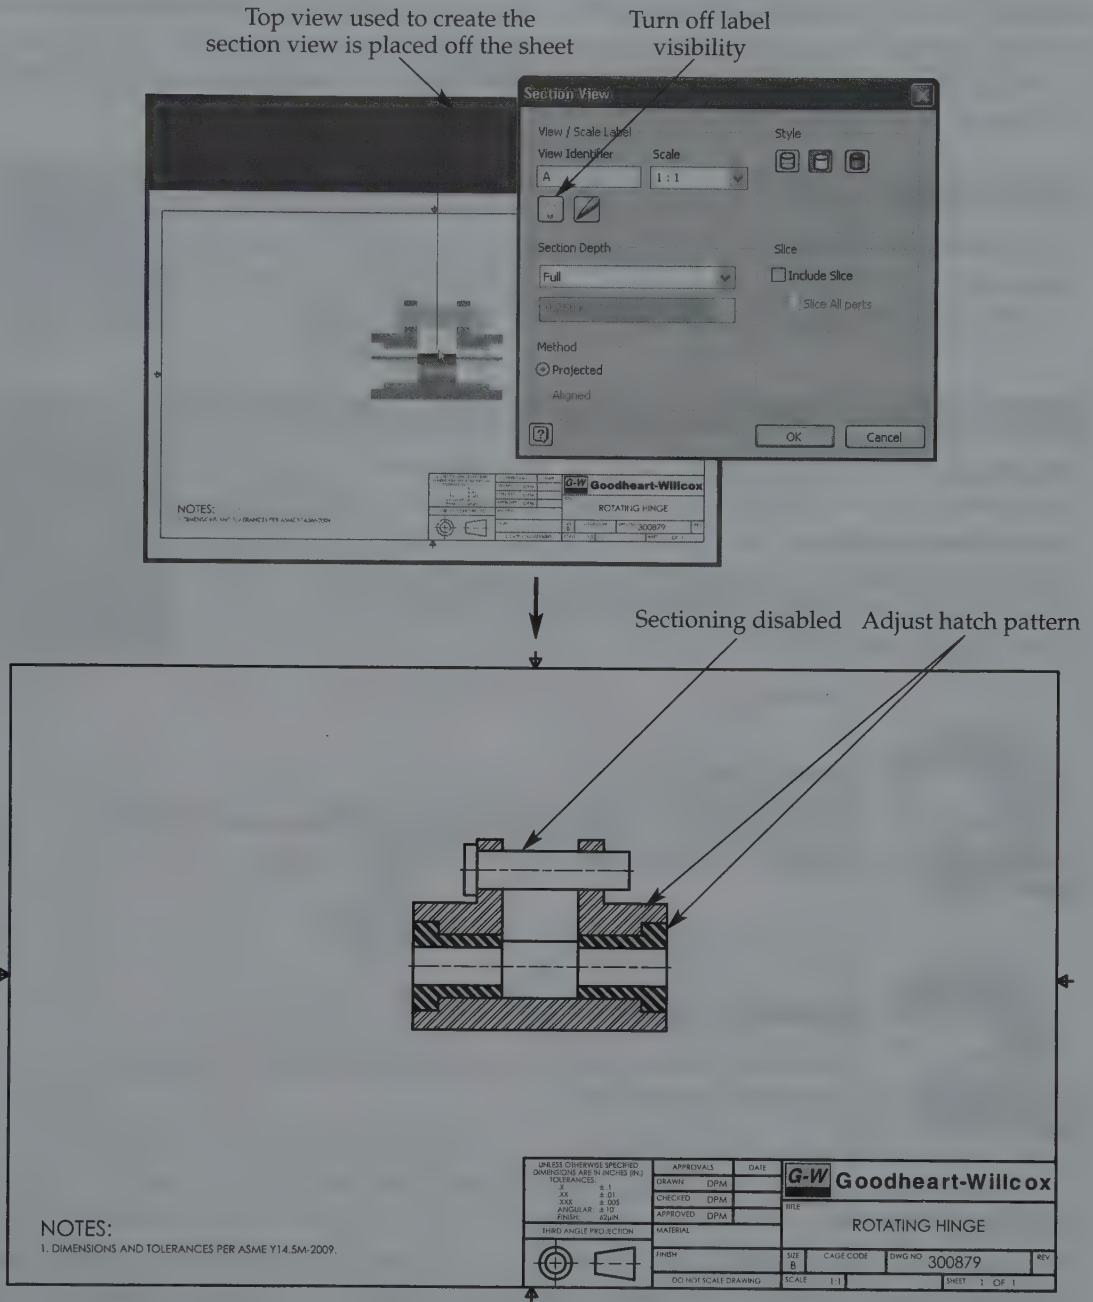 Top view used to create the
section view is placed off the sheet
Turn off label
visibility
Section View
View / Scale Label
Style
View Identifier
Scale
A
1 : 1
Section Depth
Slice
Full
Include Slice
Slice All parts
Method
Projected
Aligned
OK
Cancel
NOTES:
G-W Goodheart-Willcox
ROTATING HINGE
300879
Sectioning disabled
Adjust hatch pattern
NOTES:
1. DIMENSIONS AND TOLERANCES PER ASME Y14.5M-2009.
UNLESS OTHERWISE SPECIFIED
DIMENSIONS ARE IN INCHES (IN.)
TOLERANCES:
.X ± .1
.XX ± .01
.XXX ± .005
ANGULAR: ± 10
FINISH: 62µIN.
THIRD ANGLE PROJECTION
APPROVALS
DATE
DRAWN DPM
CHECKED DPM
APPROVED DPM
MATERIAL
FINISH
DO NOT SCALE DRAWING
G-W Goodheart-Willcox
TITLE
ROTATING HINGE
SIZE
B
CAGE CODE
DWG NO
300879
REV
SCALE 1:1
SHEET 1 OF 1